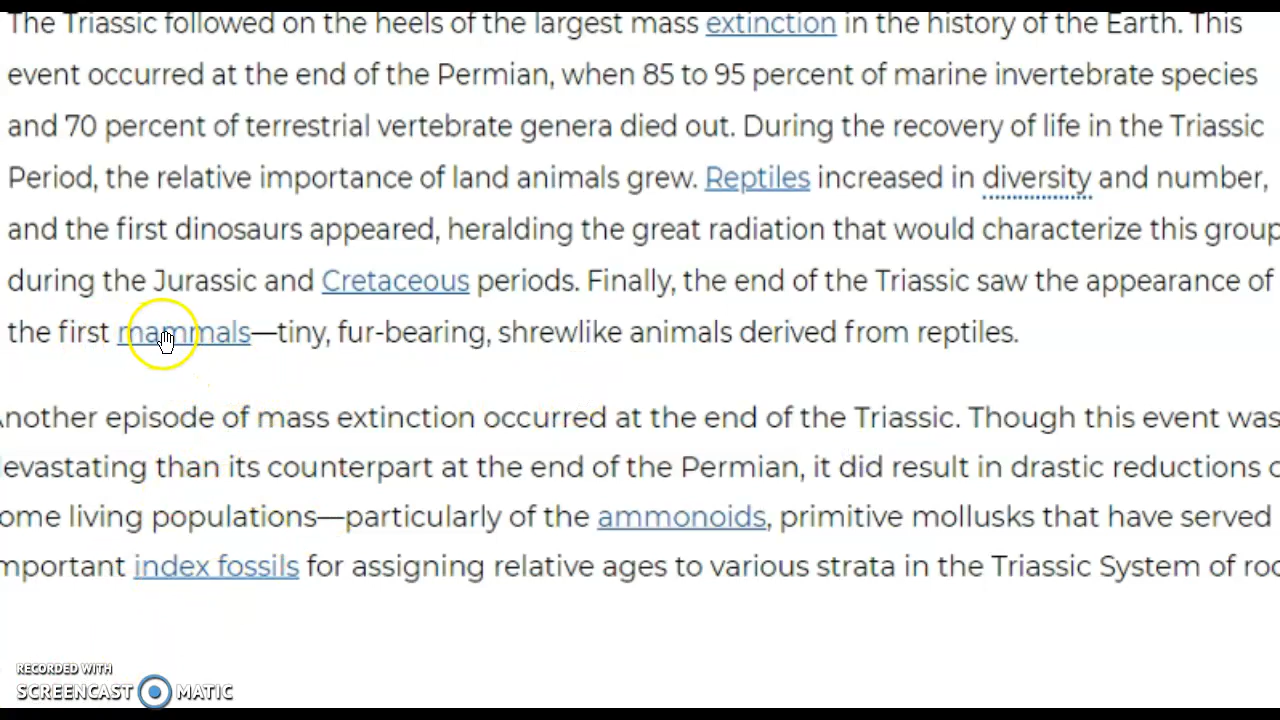 The Triassic followed on the heels of the largest mass extinction in the history of the Earth. This
event occurred at the end of the Permian, when 85 to 95 percent of marine invertebrate species
and 70 percent of terrestrial vertebrate genera died out. During the recovery of life in the Triassic
Period, the relative importance of land animals grew. Reptiles increased in diversity and number,
and the first dinosaurs appeared, heralding the great radiation that would characterize this group
during the Jurassic and Cretaceous periods. Finally, the end of the Triassic saw the appearance of
the first mammals—tiny, fur-bearing, shrewlike animals derived from reptiles.
Another episode of mass extinction occurred at the end of the Triassic. Though this event was
devastating than its counterpart at the end of the Permian, it did result in drastic reductions
ome living populations—particularly of the ammonoids, primitive mollusks that have served
mportant index fossils for assigning relative ages to various strata in the Triassic System of roc
RECORDED WITH
SCREENCAST MATIC